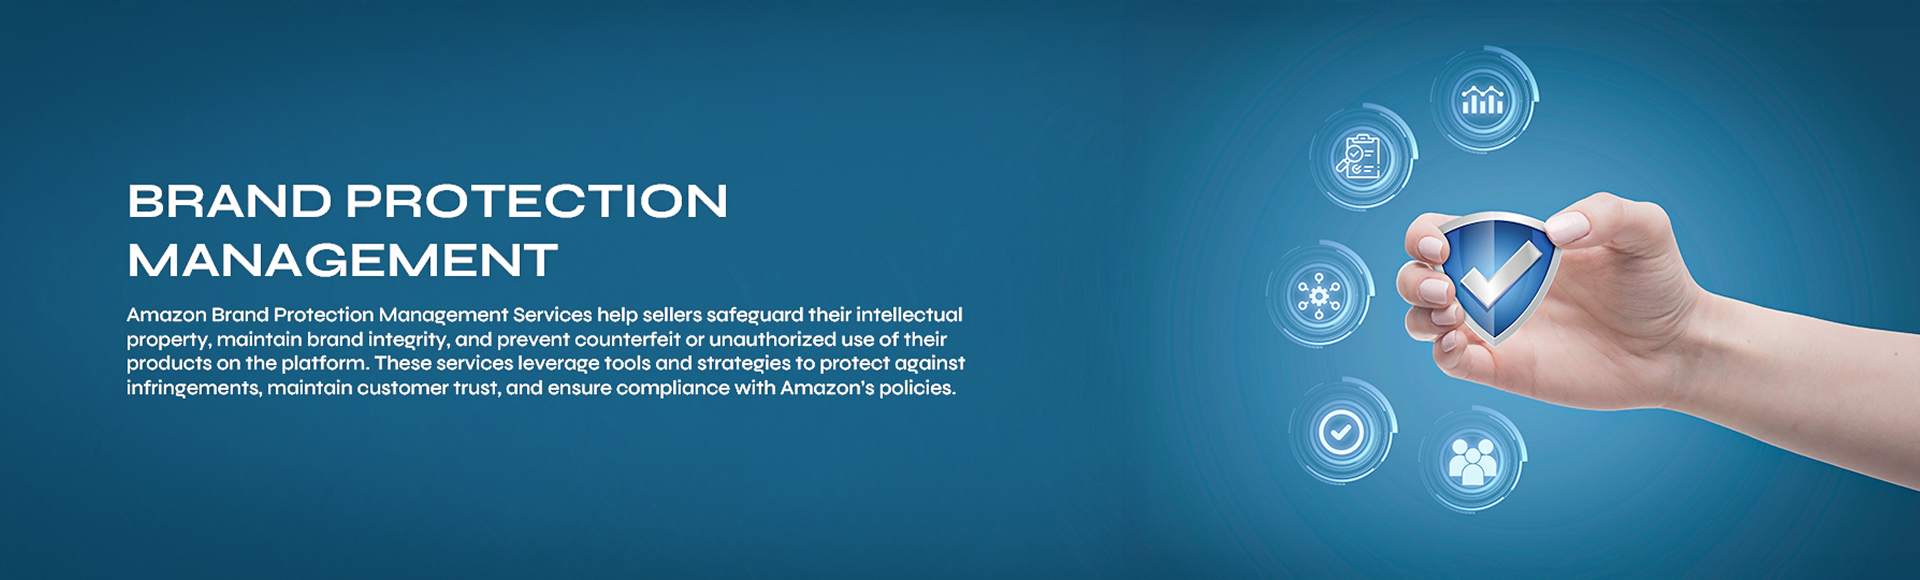 BRAND PROTECTION
MANAGEMENT
Amazon Brand Protection Management Services help sellers safeguard their intellectual
property, maintain brand integrity, and prevent counterfeit or unauthorized use of their
products on the platform. These services leverage tools and strategies to protect against
infringements, maintain customer trust, and ensure compliance with Amazon's policies.